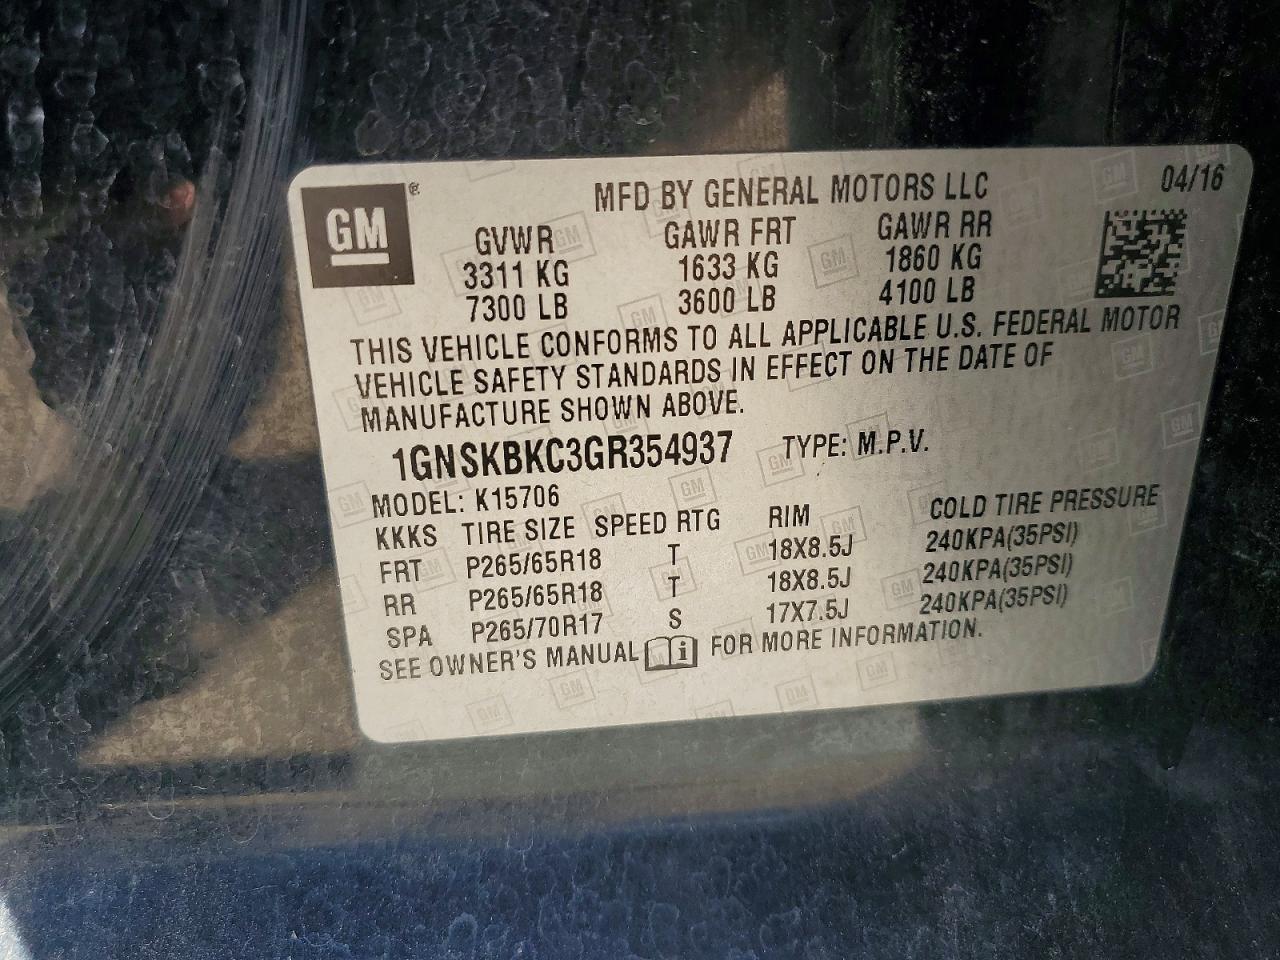 GM
MFD BY GENERAL MOTORS LLC 04/16
GVWR GAWR FRT GAWR RR
3311 KG 1633 KG 1860 KG
7300 LB 3600 LB 4100 LB
THIS VEHICLE CONFORMS TO ALL APPLICABLE U.S. FEDERAL MOTOR
VEHICLE SAFETY STANDARDS IN EFFECT ON THE DATE OF
MANUFACTURE SHOWN ABOVE.
1GNSKBKC3GR354937 TYPE: M.P.V.
MODEL: K15706
KKKS TIRE SIZE SPEED RTG RIM COLD TIRE PRESSURE
FRT P265/65R18 T 18X8.5J 240KPA(35PSI)
RR P265/65R18 T 18X8.5J 240KPA(35PSI)
SPA P265/70R17 S 17X7.5J 240KPA(35PSI)
SEE OWNER'S MANUAL i FOR MORE INFORMATION.